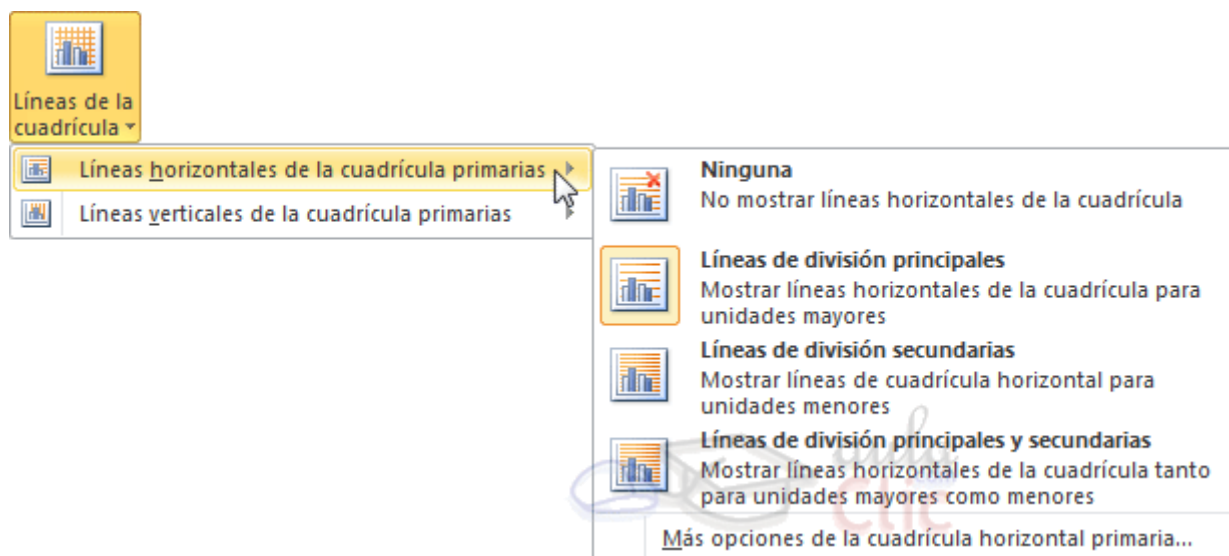 Líneas de la
cuadrícula
Líneas horizontales de la cuadrícula primarias
Líneas verticales de la cuadrícula primarias
Ninguna
No mostrar líneas horizontales de la cuadrícula
Líneas de división principales
Mostrar líneas horizontales de la cuadrícula para
unidades mayores
Líneas de división secundarias
Mostrar líneas de cuadrícula horizontal para
unidades menores
Líneas de división principales y secundarias
Mostrar líneas horizontales de la cuadrícula tanto
para unidades mayores como menores
Más opciones de la cuadrícula horizontal primaria...
aula
.com
clic